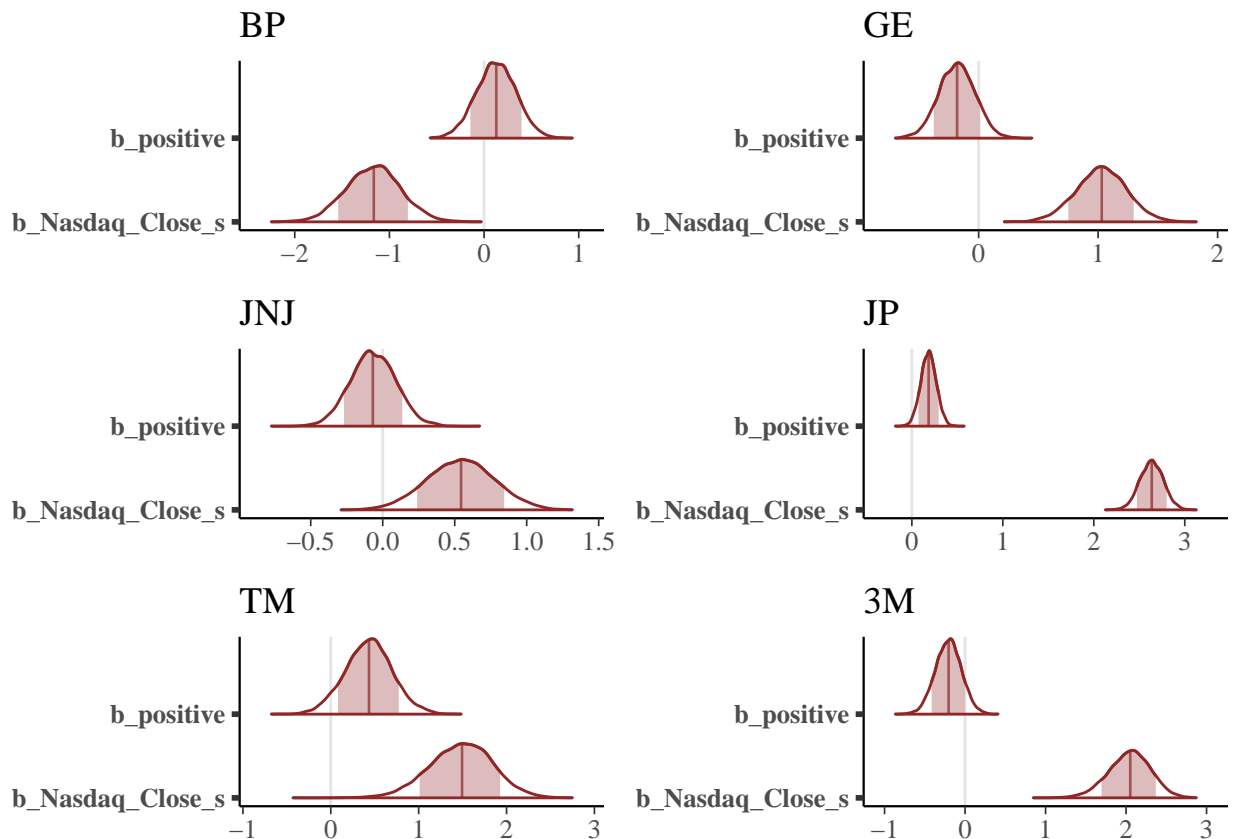 BP
b_positive
b_Nasdaq_Close_s
−2 −1 0 1
GE
b_positive
b_Nasdaq_Close_s
0 1 2
JNJ
b_positive
b_Nasdaq_Close_s
−0.5 0.0 0.5 1.0 1.5
JP
b_positive
b_Nasdaq_Close_s
0 1 2 3
TM
b_positive
b_Nasdaq_Close_s
−1 0 1 2 3
3M
b_positive
b_Nasdaq_Close_s
−1 0 1 2 3